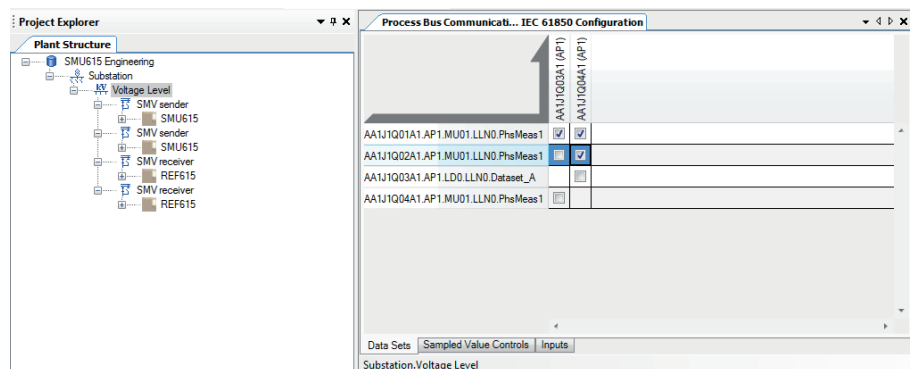 Project Explorer
Plant Structure
SMU615 Engineering
Substation
Voltage Level
SMV sender
SMU615
SMV sender
SMU615
SMV receiver
REF615
SMV receiver
REF615
Process Bus Communicati... IEC 61850 Configuration
AA1J1Q03A1 (AP1)
AA1J1Q04A1 (AP1)
AA1J1Q01A1.AP1.MU01.LLN0.PhsMeas1
AA1J1Q02A1.AP1.MU01.LLN0.PhsMeas1
AA1J1Q03A1.AP1.LD0.LLN0.Dataset_A
AA1J1Q04A1.AP1.MU01.LLN0.PhsMeas1
Data Sets Sampled Value Controls Inputs
Substation.Voltage Level